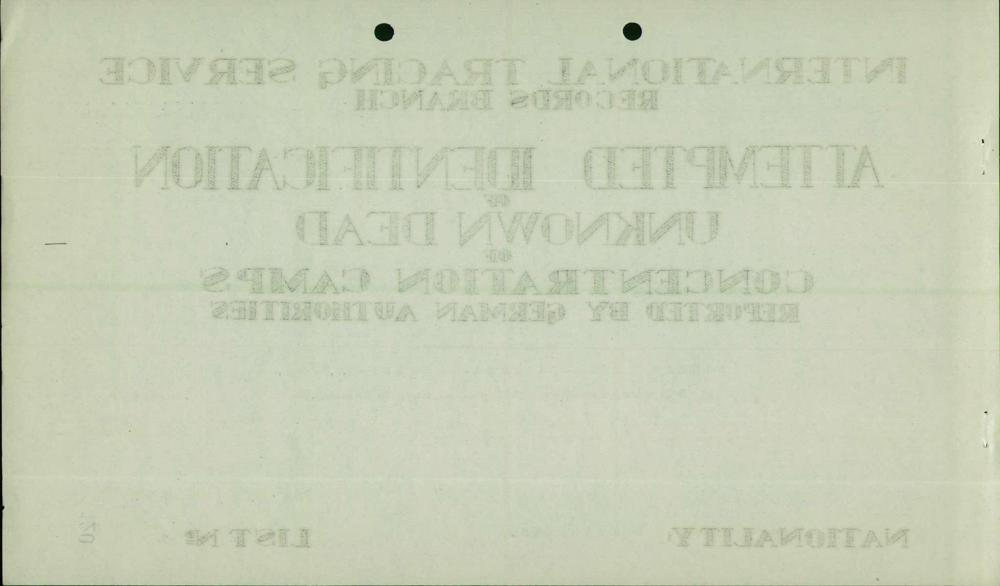 INTERNATIONAL TRACING SERVICE
RECORDS BRANCH
ATTEMPTED IDENTIFICATION
OF
UNKNOWN DEAD
OF
CONCENTRATION CAMPS
REPORTED BY GERMAN AUTHORITIES
NATIONALITY LIST Nº